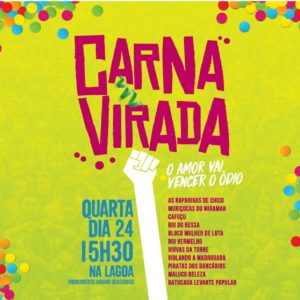 CARNA
VIRADA
O AMOR VAI
VENCER O ÓDIO
QUARTA
DIA 24
15H30
NA LAGOA
(MONUMENTO ARIANO SUASSUNA)
AS RAPARIGAS DE CHICO
MURIÇOCAS DO MIRAMAR
CAFUÇU
BOI DO BESSA
BLOCO MULHER DE LUTA
BOI VERMELHO
VIÚVAS DA TORRE
VIOLANDO A MADRUGADA
PIRATAS DOS BANCÁRIOS
MALUCO BELEZA
BATUCADA LEVANTE POPULAR